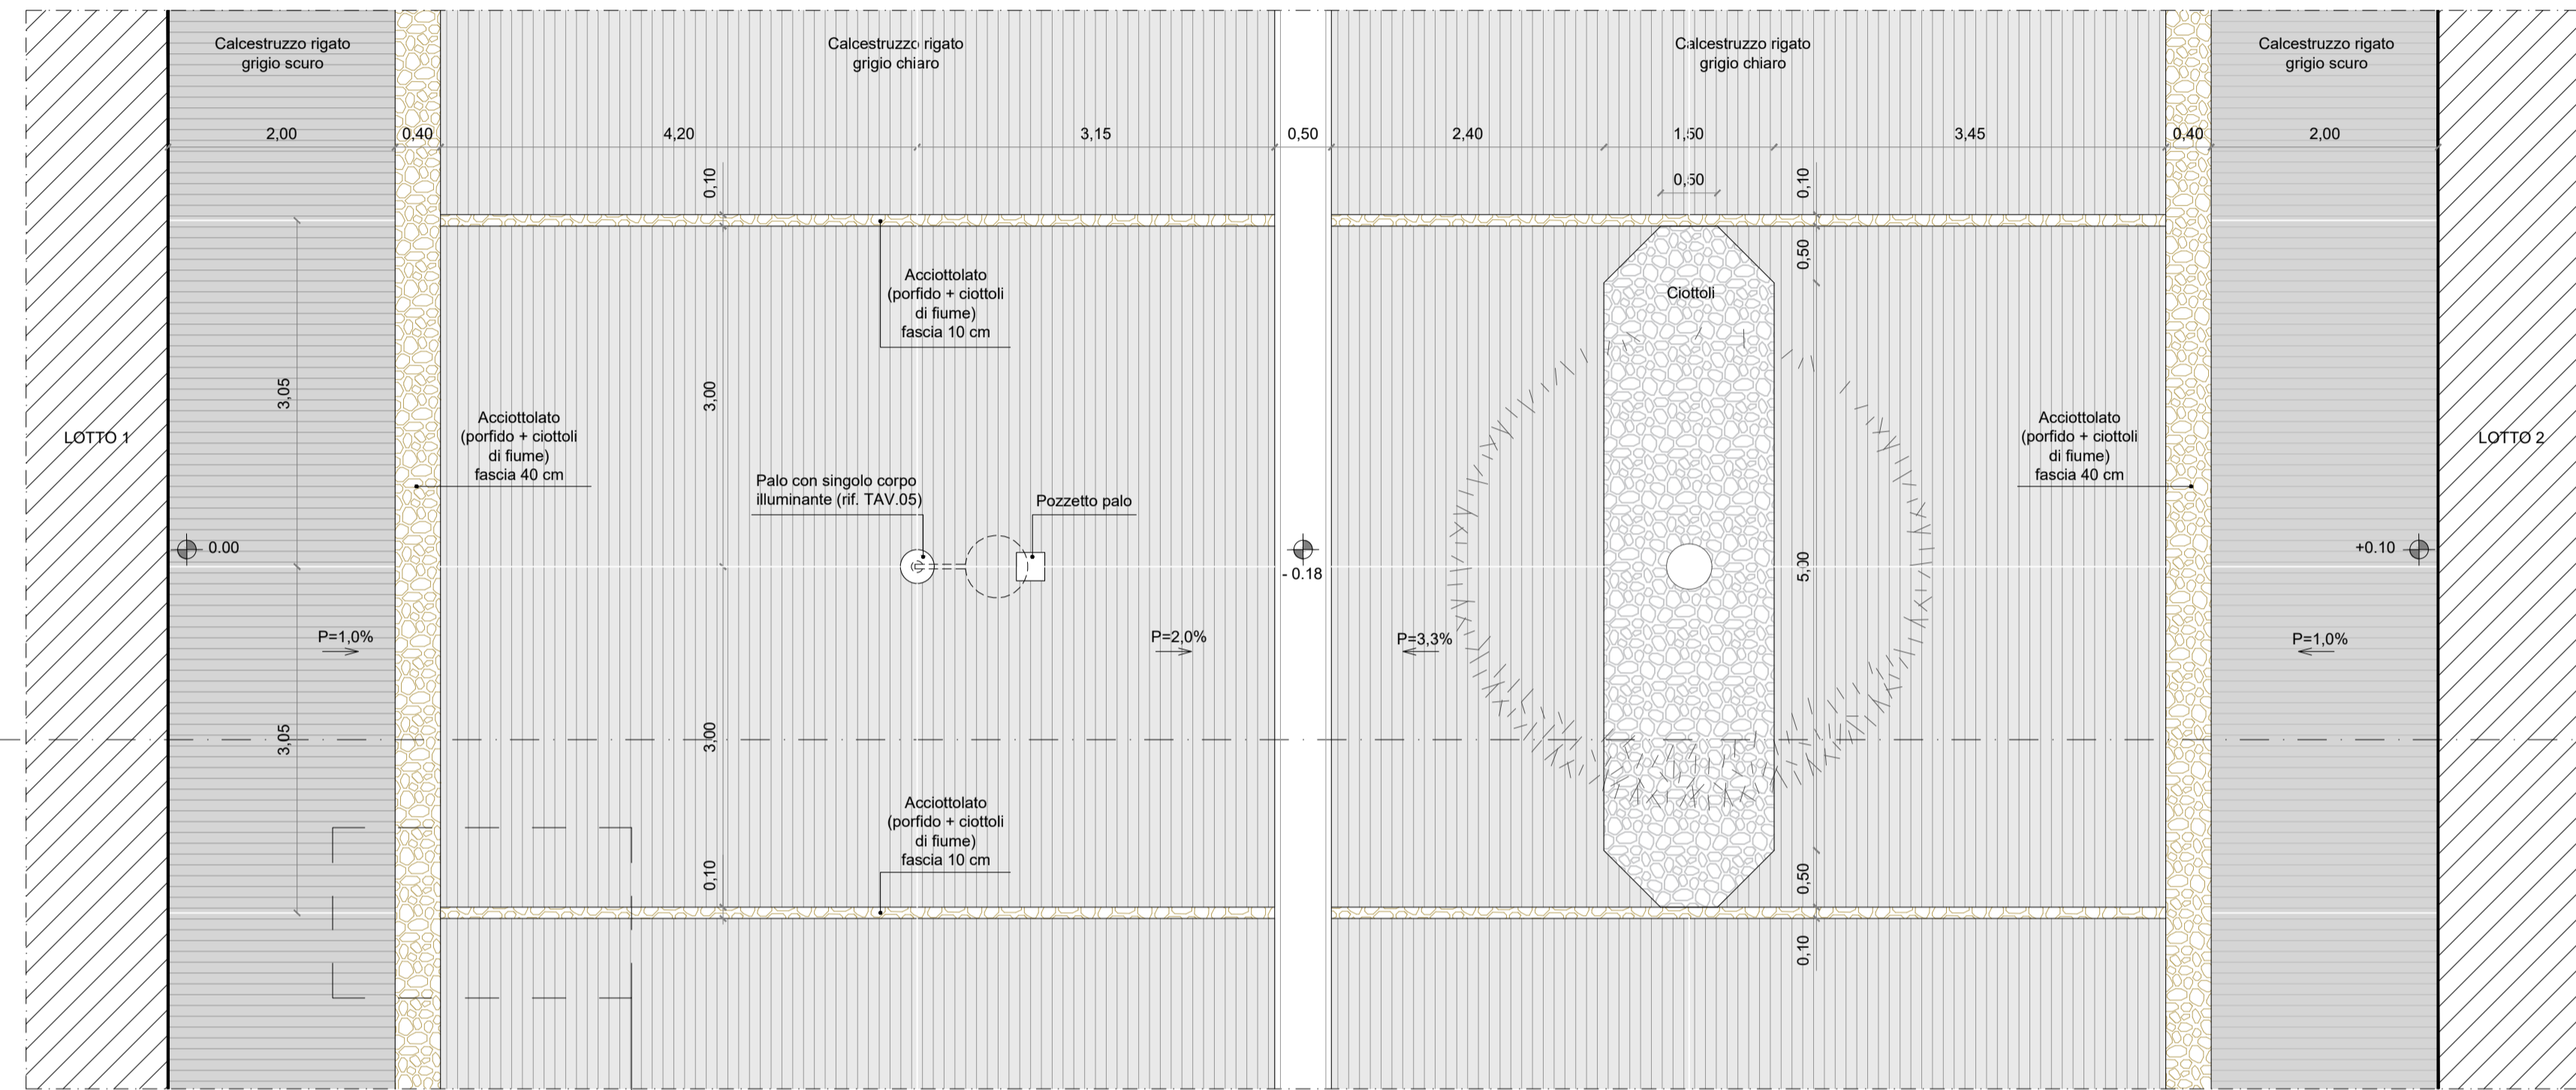 Calcestruzzo rigato
grigio scuro
Calcestruzzo rigato
grigio chiaro
Calcestruzzo rigato
grigio chiaro
Calcestruzzo rigato
grigio scuro
2,00
0,40
4,20
3,15
0,50
2,40
1,50
3,45
0,40
2,00
0,10
0,50
0,10
Acciottolato
(porfido + ciottoli
di fiume)
fascia 10 cm
0,50
Ciottoli
3,05
3,00
LOTTO 1
Acciottolato
(porfido + ciottoli
di fiume)
fascia 40 cm
Acciottolato
(porfido + ciottoli
di fiume)
fascia 40 cm
LOTTO 2
Palo con singolo corpo
illuminante (rif. TAV.05)
Pozzetto palo
0.00
- 0.18
5,00
+0.10
P=1,0%
P=2,0%
P=3,3%
P=1,0%
3,05
3,00
Acciottolato
(porfido + ciottoli
di fiume)
fascia 10 cm
0,10
0,50
0,10